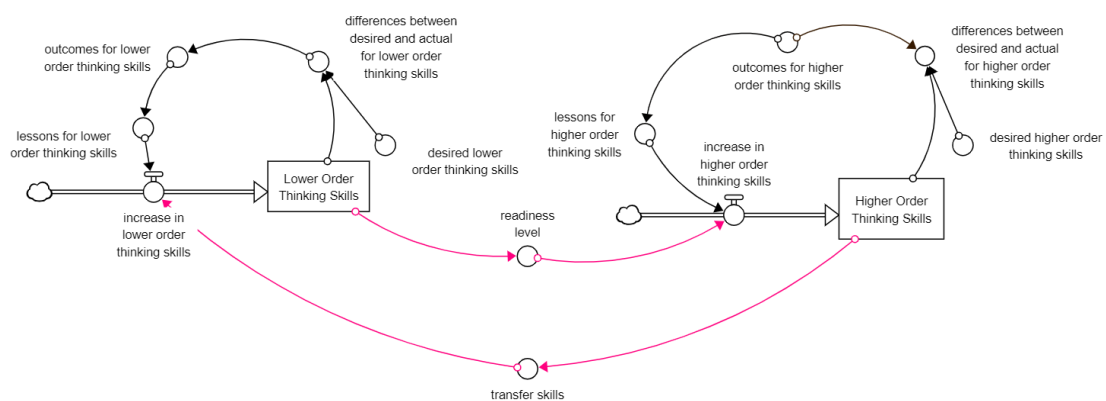 outcomes for lower
order thinking skills
differences between
desired and actual
for lower order
thinking skills
lessons for lower
order thinking skills
desired lower
order thinking skills
Lower Order
Thinking Skills
increase in
lower order
thinking skills
readiness
level
outcomes for higher
order thinking skills
differences between
desired and actual
for higher order
thinking skills
lessons for
higher order
thinking skills
desired higher order
thinking skills
increase in
higher order
thinking skills
Higher Order
Thinking Skills
transfer skills